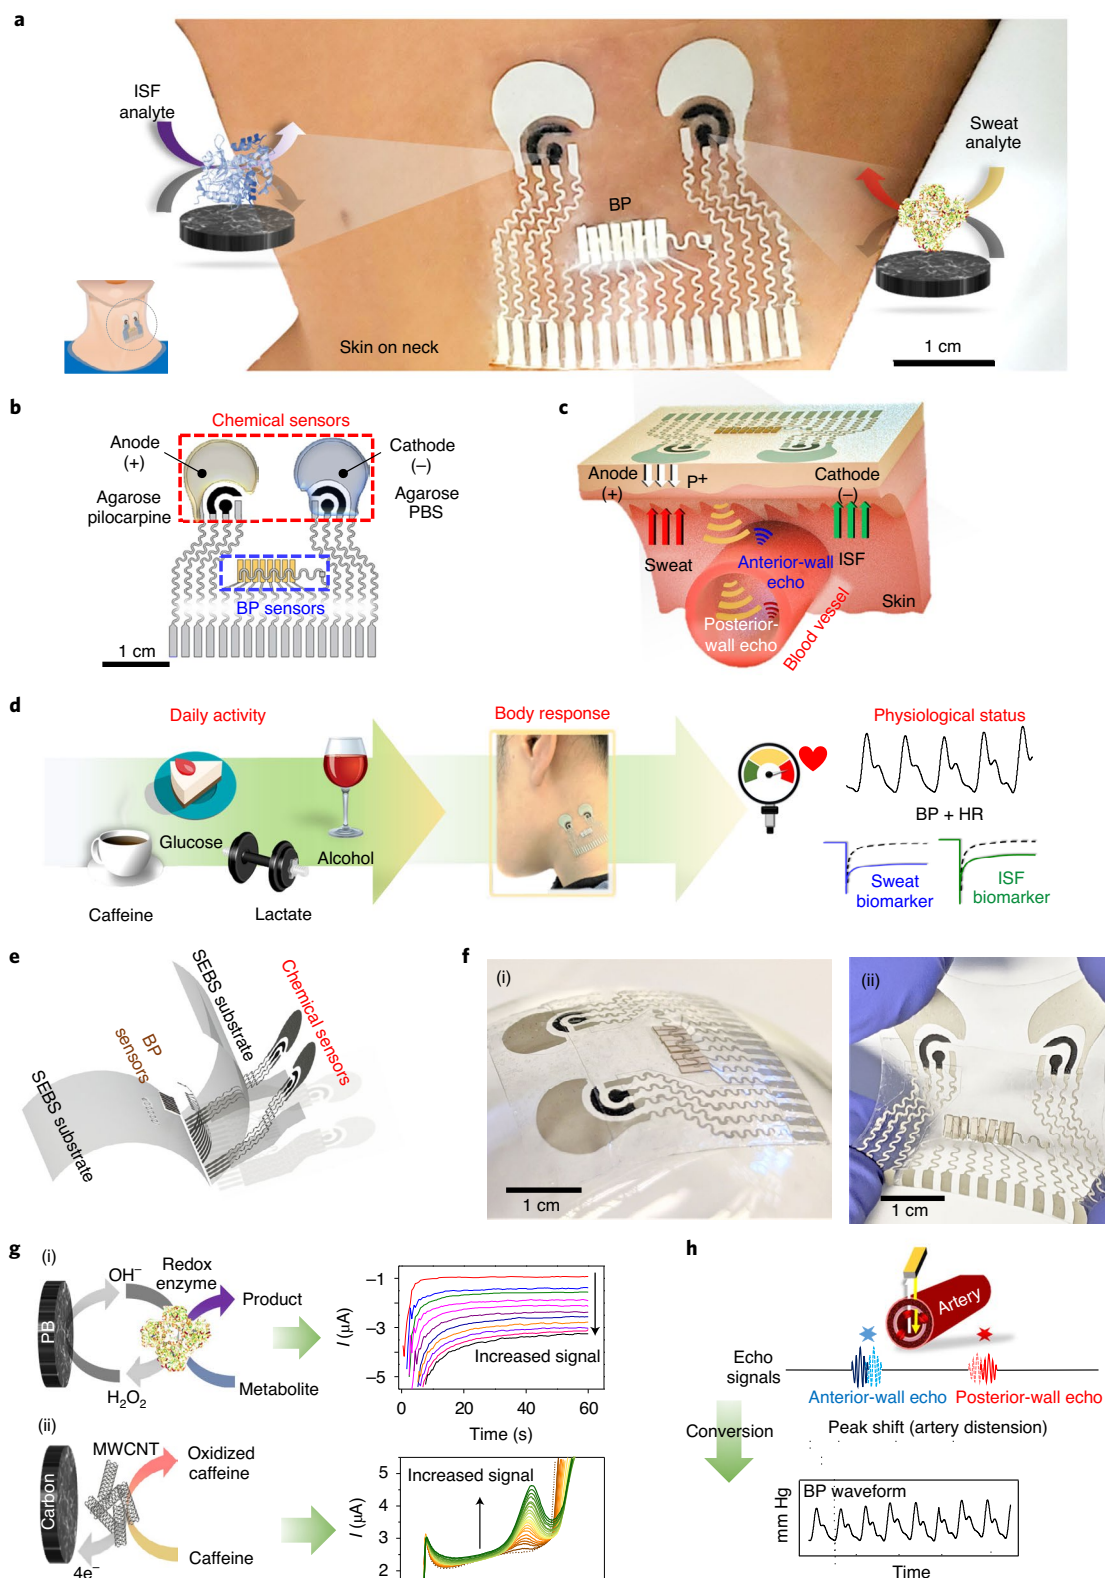 a
ISF
analyte
Sweat
analyte
BP
Skin on neck
1 cm
b
Chemical sensors
Anode
(+)
Cathode
(–)
Agarose
pilocarpine
Agarose
PBS
BP sensors
1 cm
c
Anode
(+)
P+
Cathode
(–)
Sweat
Anterior-wall
echo
ISF
Posterior-
wall echo
Blood vessel
Skin
d
Daily activity
Body response
Physiological status
Glucose
Alcohol
Caffeine
Lactate
BP + HR
Sweat
biomarker
ISF
biomarker
e
SEBS substrate
BP
sensors
SEBS substrate
Chemical sensors
f
(i)
1 cm
(ii)
1 cm
g
(i)
PB
OH–
Redox
enzyme
Product
H2O2
Metabolite
I (μA)
–1
–3
–5
Increased signal
0
20
40
60
Time (s)
(ii)
Carbon
MWCNT
Oxidized
caffeine
Caffeine
4e–
I (μA)
5
4
3
2
Increased signal
h
Artery
Echo
signals
Anterior-wall echo
Posterior-wall echo
Conversion
Peak shift (artery distension)
mm Hg
BP waveform
Time